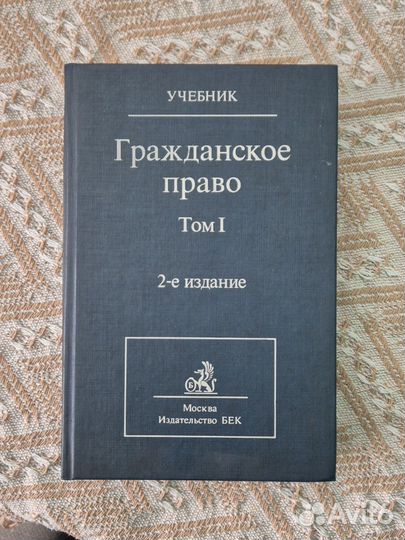 УЧЕБНИК
Гражданское
право
Том I
2-е издание
Б
Москва
Издательство БЕК
Avito